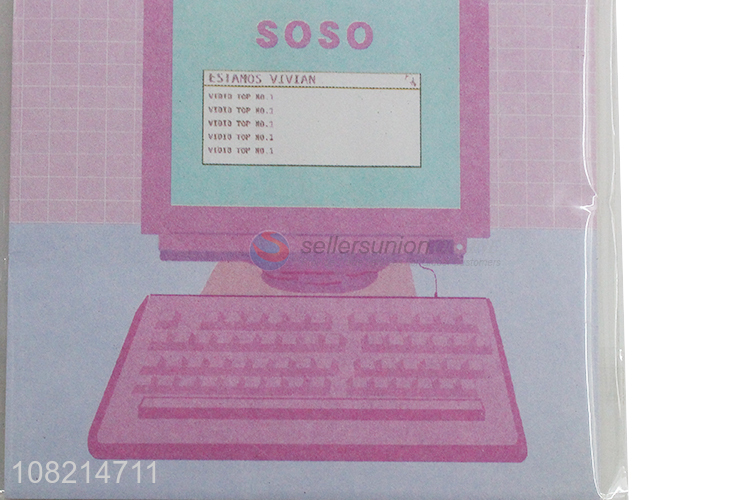 SOSO
ESTAMOS VIVIAN
VIDIO TOP NO.1
VIDIO TOP NO.1
VIDIO TOP NO.1
VIDIO TOP NO.1
VIDIO TOP NO.1
sellersunion
108214711